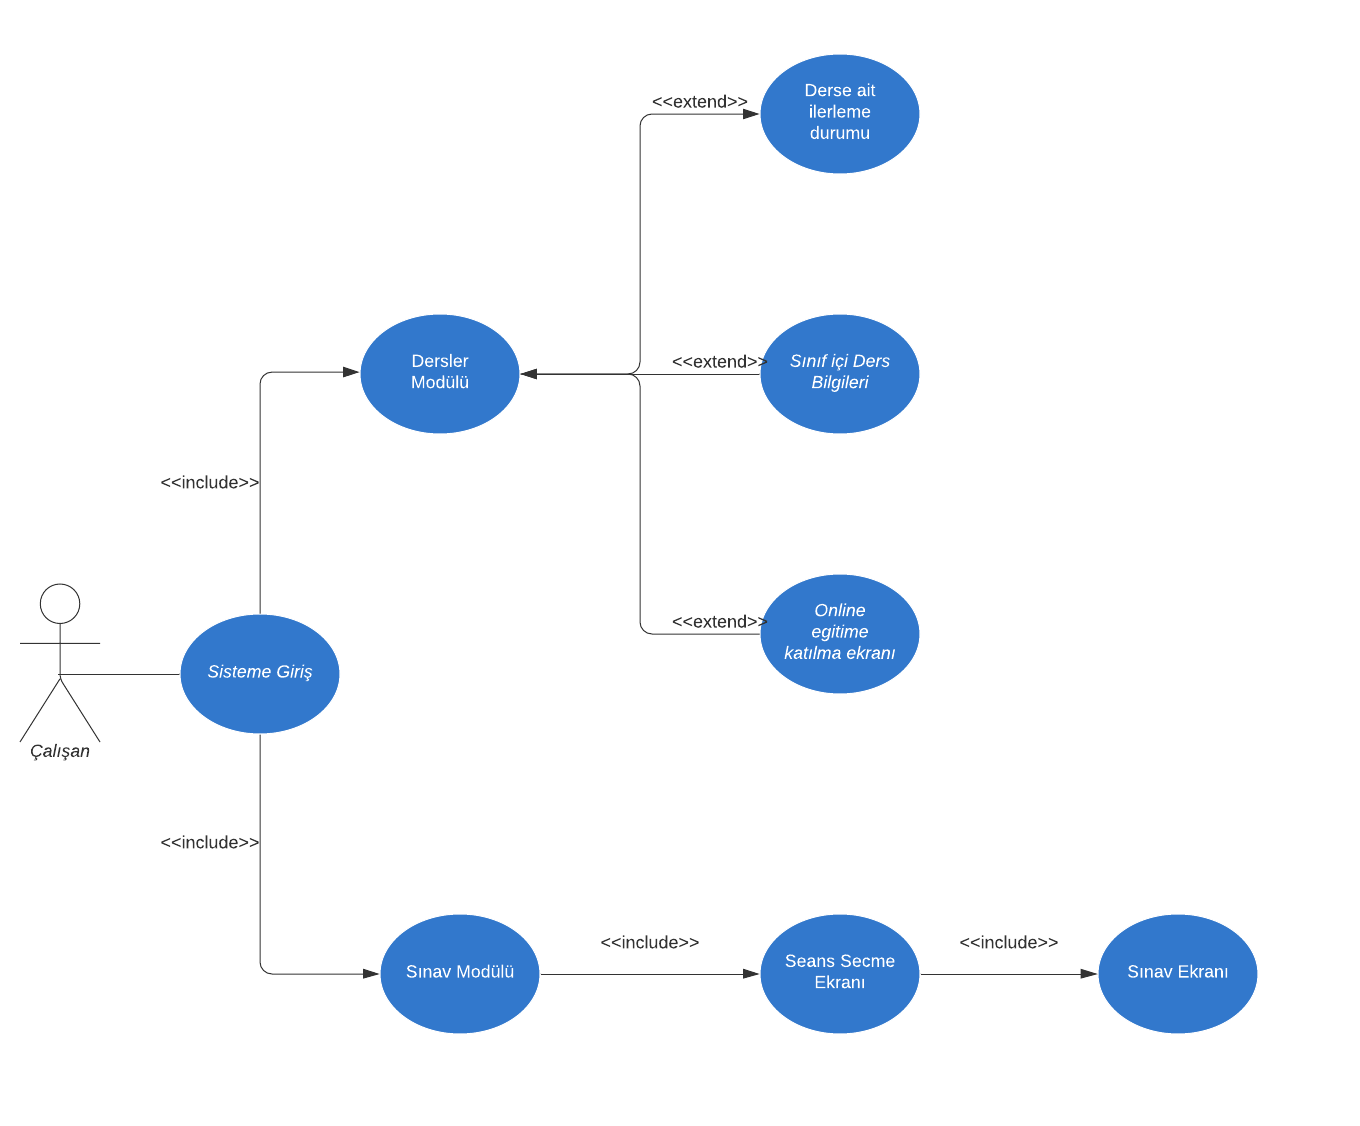 <<extend>>
Derse ait
ilerleme
durumu
Dersler
Modülü
<<extend>>
Sınıf içi Ders
Bilgileri
<<include>>
<<extend>>
Online
egitime
katılma ekranı
Sisteme Giriş
Çalışan
<<include>>
Sınav Modülü
<<include>>
Seans Secme
Ekranı
<<include>>
Sınav Ekranı